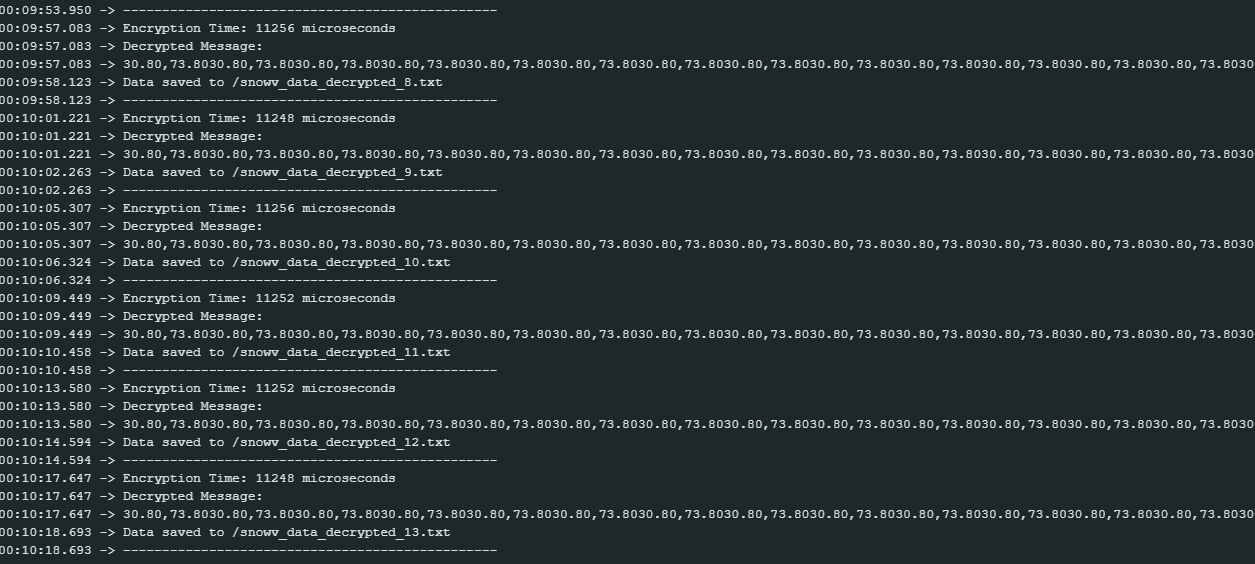 00:09:53.950 -> ------------------------------------------------
00:09:57.083 -> Encryption Time: 11256 microseconds
00:09:57.083 -> Decrypted Message:
00:09:57.083 -> 30.80,73.8030.80,73.8030.80,73.8030.80,73.8030.80,73.8030.80,73.8030.80,73.8030.80,73.8030.80,73.8030.80,73.8030.80,73.8030.80,73.8030.80,73.8030
00:09:58.123 -> Data saved to /snowv_data_decrypted_8.txt
00:09:58.123 -> ------------------------------------------------
00:10:01.221 -> Encryption Time: 11248 microseconds
00:10:01.221 -> Decrypted Message:
00:10:01.221 -> 30.80,73.8030.80,73.8030.80,73.8030.80,73.8030.80,73.8030.80,73.8030.80,73.8030.80,73.8030.80,73.8030.80,73.8030.80,73.8030.80,73.8030.80,73.8030
00:10:02.263 -> Data saved to /snowv_data_decrypted_9.txt
00:10:02.263 -> ------------------------------------------------
00:10:05.307 -> Encryption Time: 11256 microseconds
00:10:05.307 -> Decrypted Message:
00:10:05.307 -> 30.80,73.8030.80,73.8030.80,73.8030.80,73.8030.80,73.8030.80,73.8030.80,73.8030.80,73.8030.80,73.8030.80,73.8030.80,73.8030.80,73.8030.80,73.8030
00:10:06.324 -> Data saved to /snowv_data_decrypted_10.txt
00:10:06.324 -> ------------------------------------------------
00:10:09.449 -> Encryption Time: 11252 microseconds
00:10:09.449 -> Decrypted Message:
00:10:09.449 -> 30.80,73.8030.80,73.8030.80,73.8030.80,73.8030.80,73.8030.80,73.8030.80,73.8030.80,73.8030.80,73.8030.80,73.8030.80,73.8030.80,73.8030.80,73.8030
00:10:10.458 -> Data saved to /snowv_data_decrypted_11.txt
00:10:10.458 -> ------------------------------------------------
00:10:13.580 -> Encryption Time: 11252 microseconds
00:10:13.580 -> Decrypted Message:
00:10:13.580 -> 30.80,73.8030.80,73.8030.80,73.8030.80,73.8030.80,73.8030.80,73.8030.80,73.8030.80,73.8030.80,73.8030.80,73.8030.80,73.8030.80,73.8030.80,73.8030
00:10:14.594 -> Data saved to /snowv_data_decrypted_12.txt
00:10:14.594 -> ------------------------------------------------
00:10:17.647 -> Encryption Time: 11248 microseconds
00:10:17.647 -> Decrypted Message:
00:10:17.647 -> 30.80,73.8030.80,73.8030.80,73.8030.80,73.8030.80,73.8030.80,73.8030.80,73.8030.80,73.8030.80,73.8030.80,73.8030.80,73.8030.80,73.8030.80,73.8030
00:10:18.693 -> Data saved to /snowv_data_decrypted_13.txt
00:10:18.693 -> ------------------------------------------------